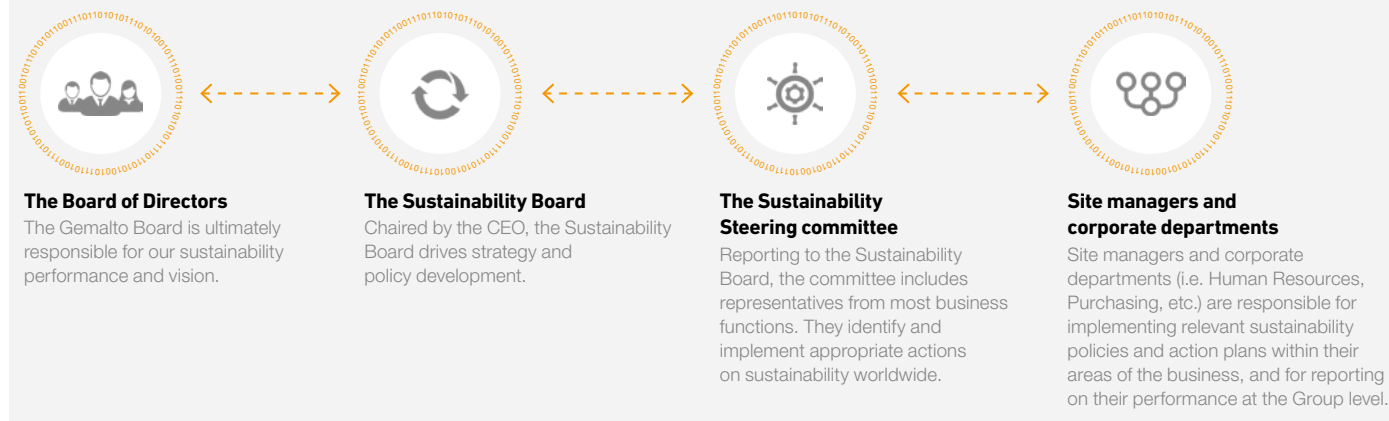 The Board of Directors
The Gemalto Board is ultimately
responsible for our sustainability
performance and vision.
The Sustainability Board
Chaired by the CEO, the Sustainability
Board drives strategy and
policy development.
The Sustainability
Steering committee
Reporting to the Sustainability
Board, the committee includes
representatives from most business
functions. They identify and
implement appropriate actions
on sustainability worldwide.
Site managers and
corporate departments
Site managers and corporate
departments (i.e. Human Resources,
Purchasing, etc.) are responsible for
implementing relevant sustainability
policies and action plans within their
areas of the business, and for reporting
on their performance at the Group level.